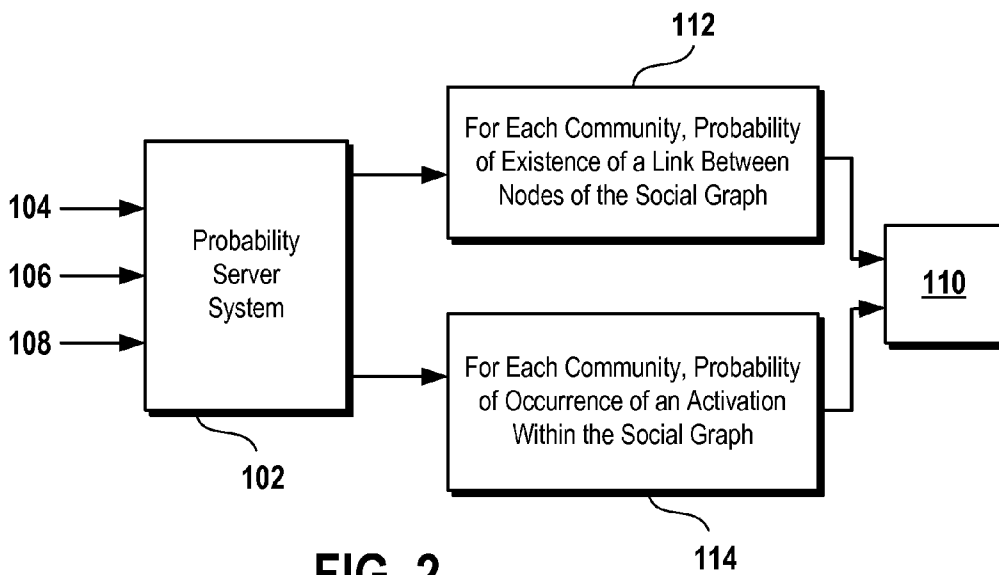 112
For Each Community, Probability
of Existence of a Link Between
Nodes of the Social Graph
104
106
108
Probability
Server
System
110
For Each Community, Probability
of Occurrence of an Activation
Within the Social Graph
102
114
FIG. 2